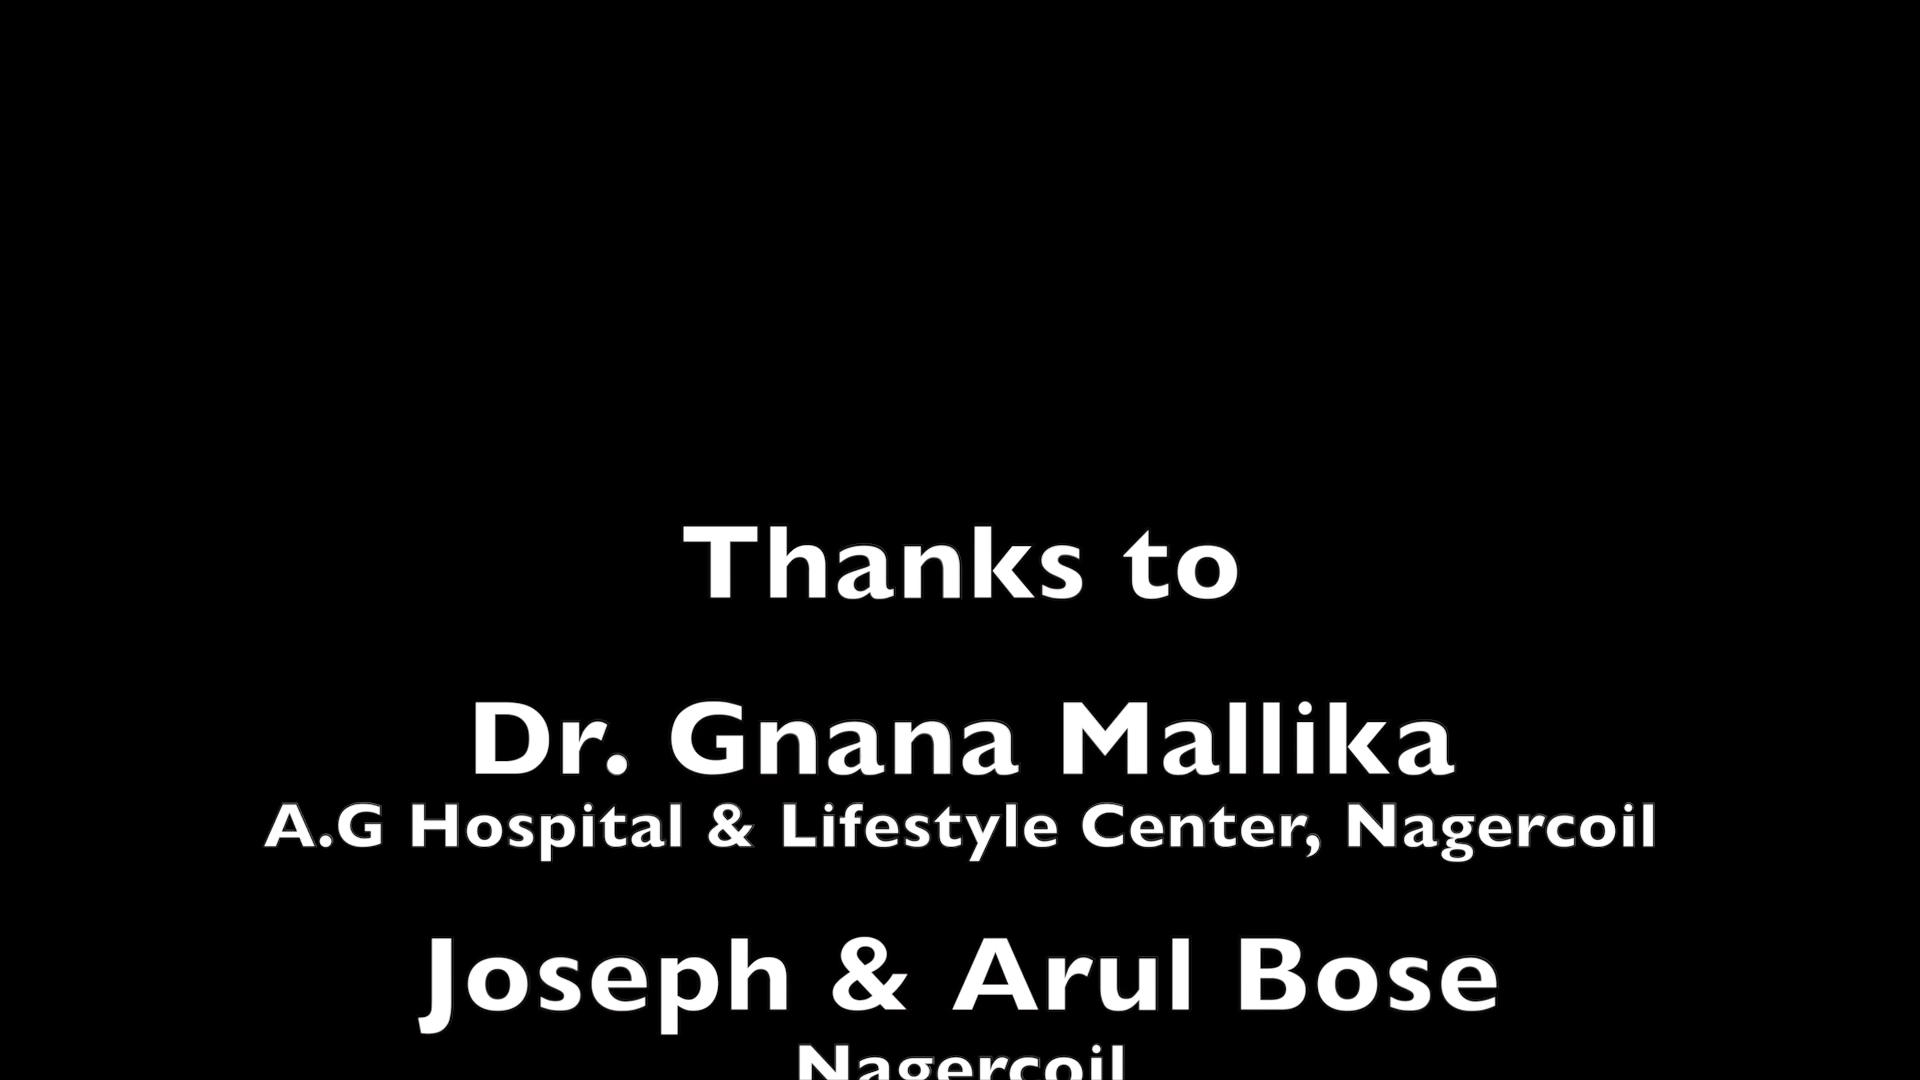 Thanks to
Dr. Gnana Mallika
A.G Hospital & Lifestyle Center, Nagercoil
Joseph & Arul Bose
Nagercoil